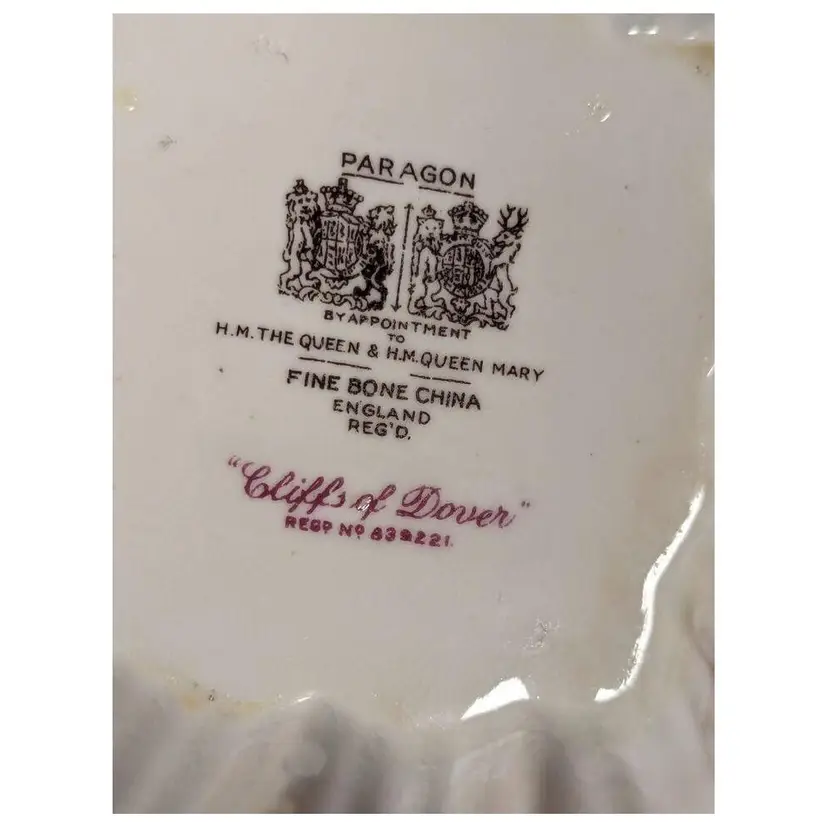 PARAGON
BY APPOINTMENT
TO
H.M. THE QUEEN & H.M. QUEEN MARY
FINE BONE CHINA
ENGLAND
REG'D.
"Cliffs of Dover"
REGD No 839221.